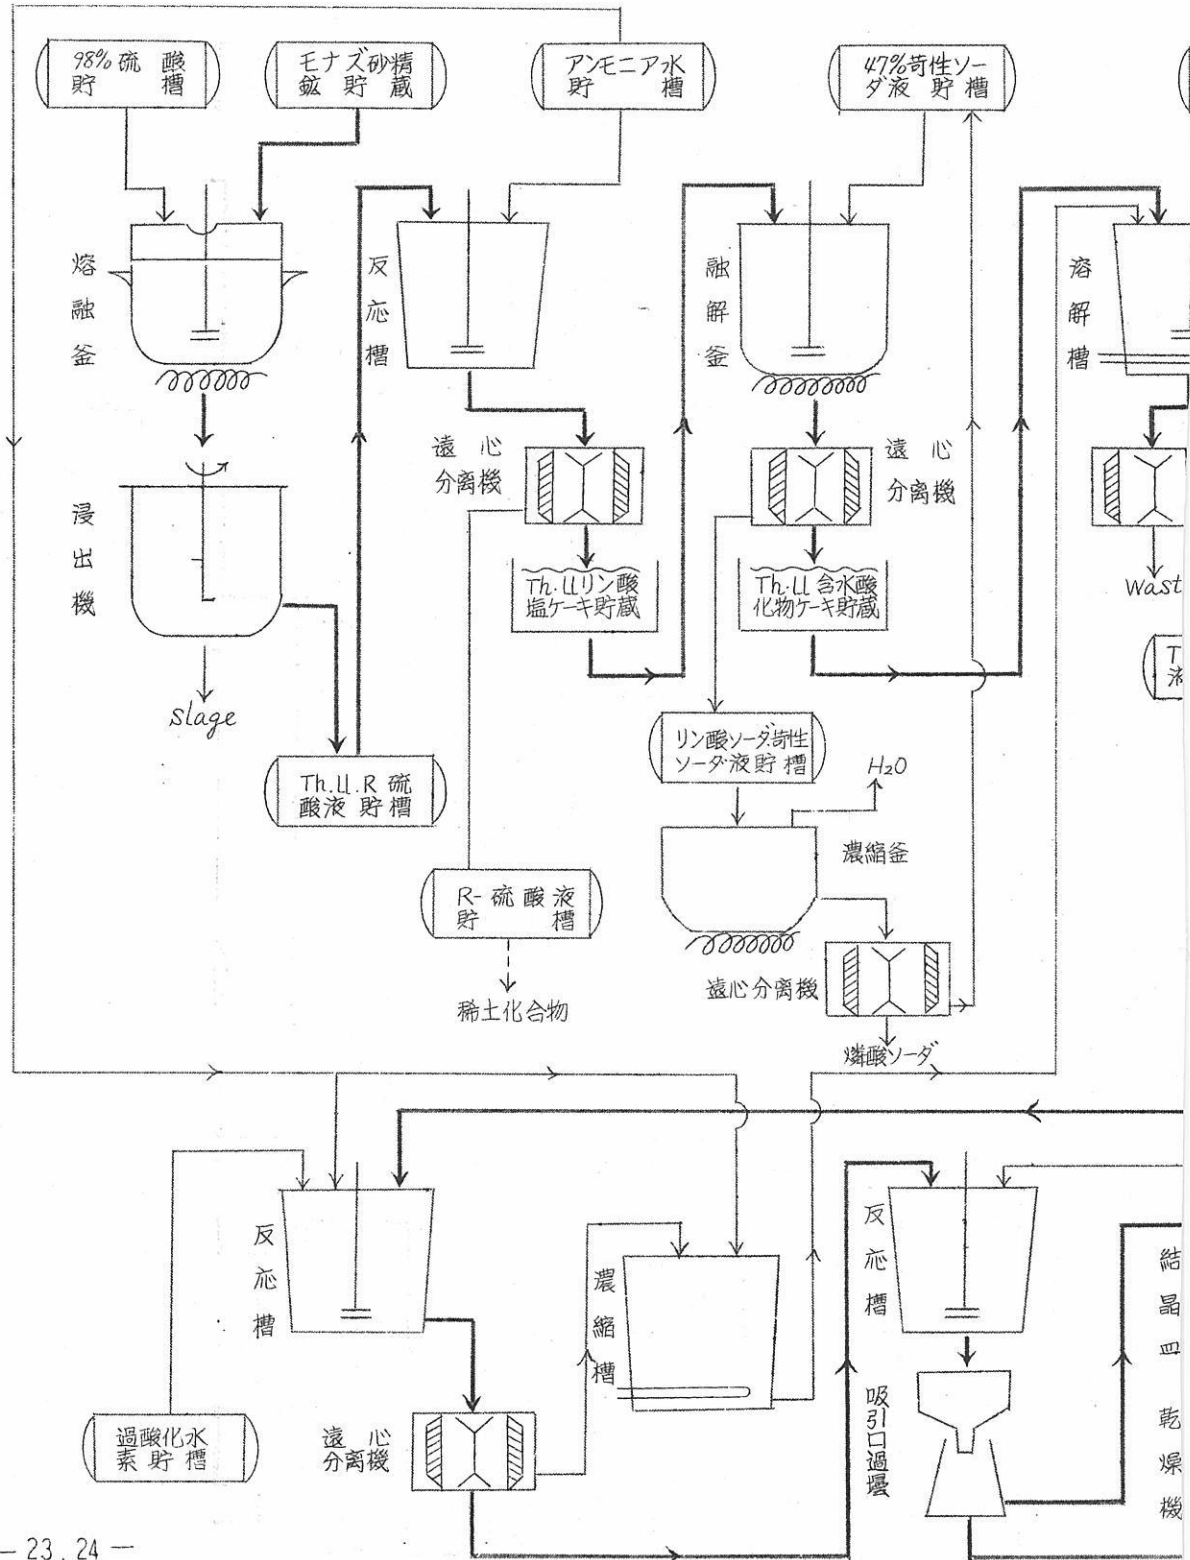 98%硫酸
貯槽
モナズ砂精
鉱貯蔵
アンモニア水
貯槽
47%苛性ソー
ダ液貯槽
熔融釜
反応槽
融解釜
溶解槽
遠心
分离機
遠心
分离機
浸出機
Th.Uリン酸
塩ケーキ貯蔵
Th.U含水酸
化物ケーキ貯蔵
wast
slage
Th.U.R硫
酸液貯槽
リン酸ソーダ苛性
ソーダ液貯槽
H₂O
濃縮釜
R-硫酸液
貯槽
遠心分离機
稀土化合物
燐酸ソーダ
反応槽
濃縮槽
反応槽
結晶皿
吸引口過
乾燥機
過酸化水
素貯槽
遠心
分离機
— 23.24 —